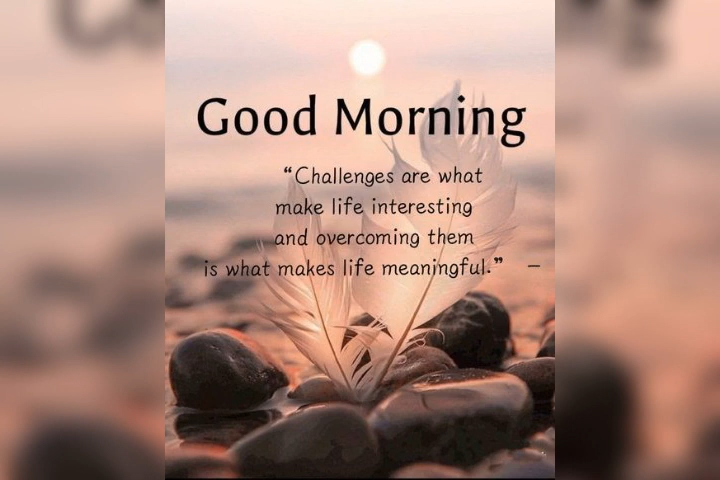 Good Morning
“Challenges are what
make life interesting
and overcoming them
is what makes life meaningful.” –